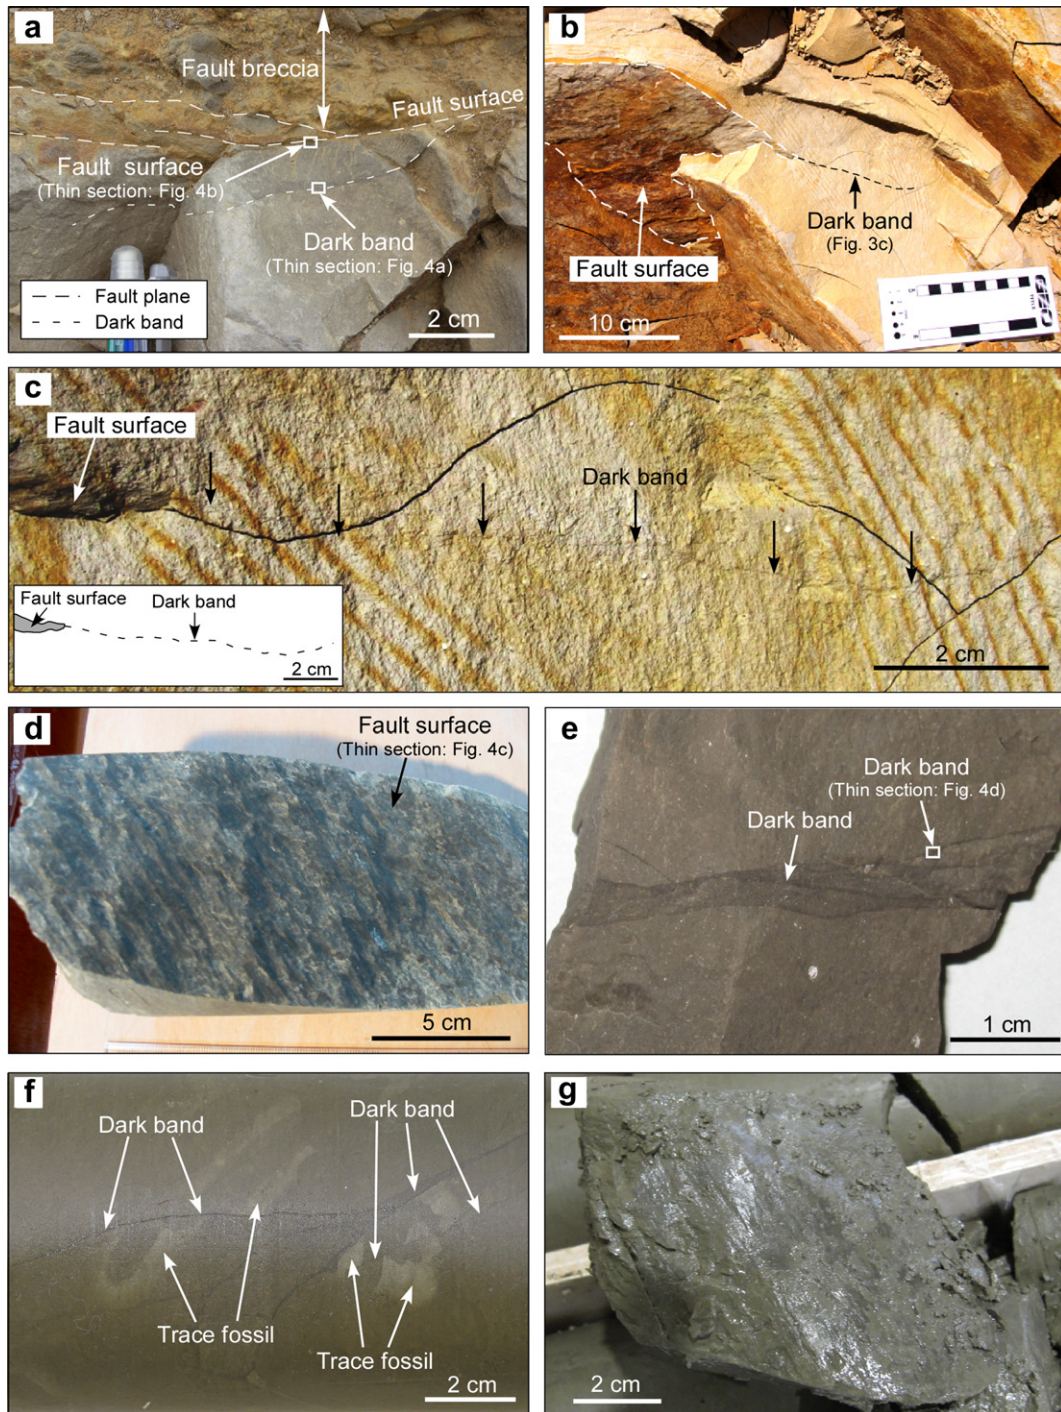 a
Fault breccia
Fault surface
Fault surface
(Thin section: Fig. 4b)
Dark band
(Thin section: Fig. 4a)
Fault plane
Dark band
2 cm
b
Dark band
(Fig. 3c)
Fault surface
10 cm
c
Fault surface
Dark band
Fault surface
Dark band
2 cm
2 cm
d
Fault surface
(Thin section: Fig. 4c)
5 cm
e
Dark band
(Thin section: Fig. 4d)
Dark band
1 cm
f
Dark band
Dark band
Trace fossil
Trace fossil
2 cm
g
2 cm